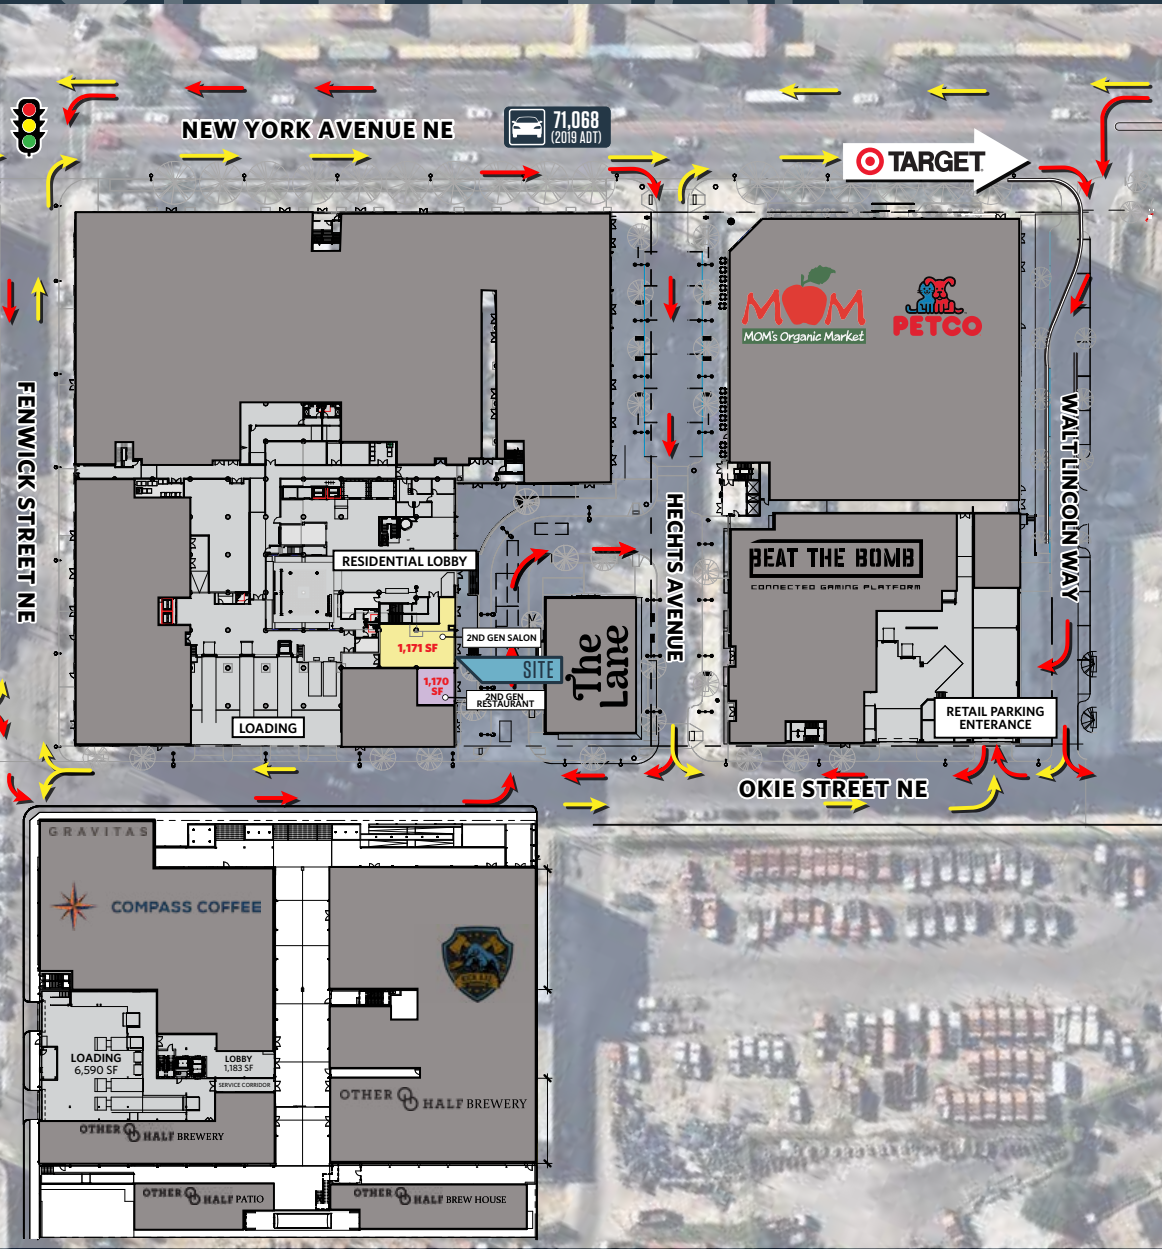 NEW YORK AVENUE NE
71,068
(2019 ADT)
TARGET
MOM
MOM's Organic Market
PETCO
FENWICK STREET NE
WALT LINCOLN WAY
HECHTS AVENUE
RESIDENTIAL LOBBY
BEAT THE BOMB
CONNECTED GAMING PLATFORM
1,171 SF
2ND GEN SALON
SITE
The
Lane
1,170
SF
2ND GEN
RESTAURANT
LOADING
RETAIL PARKING
ENTERANCE
OKIE STREET NE
GRAVITAS
COMPASS COFFEE
LOADING
6,590 SF
LOBBY
1,183 SF
SERVICE CORRIDOR
OTHER HALF BREWERY
OTHER HALF BREWERY
OTHER HALF PATIO
OTHER HALF BREW HOUSE